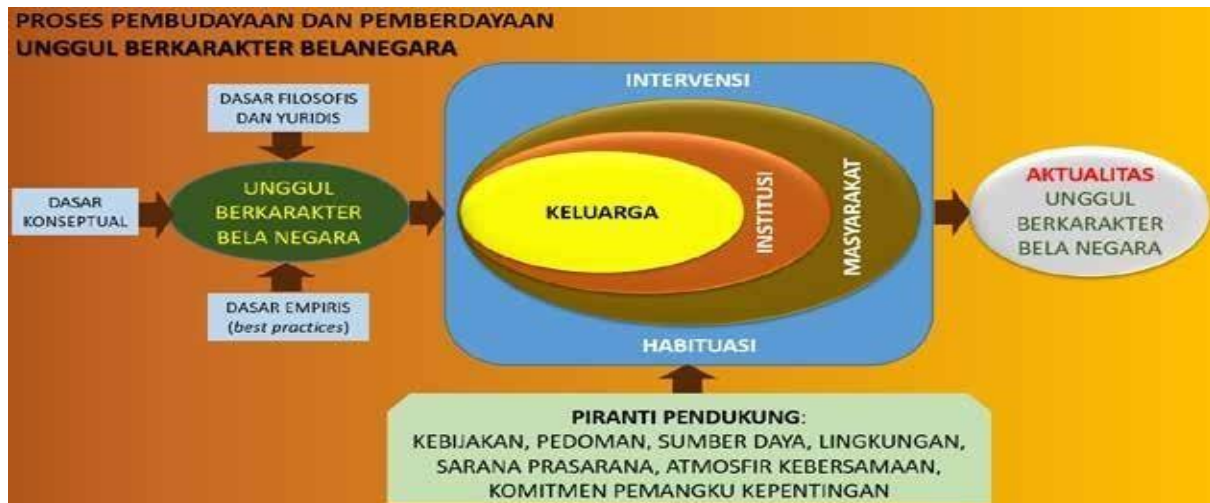 PROSES PEMBUDAYAAN DAN PEMBERDAYAAN
UNGGUL BERKARAKTER BELANEGARA
DASAR FILOSOFIS
DAN YURIDIS
DASAR
KONSEPTUAL
UNGGUL
BERKARAKTER
BELA NEGARA
DASAR EMPIRIS
(best practices)
INTERVENSI
KELUARGA
INSTITUSI
MASYARAKAT
HABITUASI
AKTUALITAS
UNGGUL
BERKARAKTER
BELA NEGARA
PIRANTI PENDUKUNG:
KEBIJAKAN, PEDOMAN, SUMBER DAYA, LINGKUNGAN,
SARANA PRASARANA, ATMOSFIR KEBERSAMAAN,
KOMITMEN PEMANGKU KEPENTINGAN